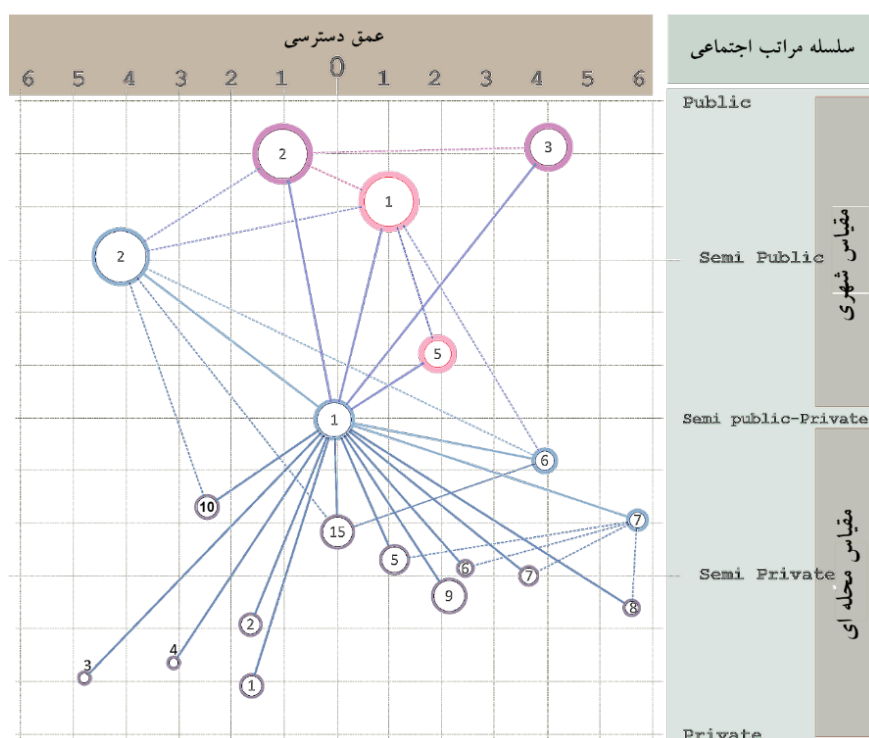 عمق دسترسی
سلسله مراتب اجتماعی
6 5 4 3 2 1 0 1 2 3 4 5 6
Public
2
3
1
مقیاس شهری
2
Semi Public
5
1
Semi public-Private
6
10
7
15
مقیاس محله ای
5
6
7
Semi Private
9
8
2
4
3
1
Private